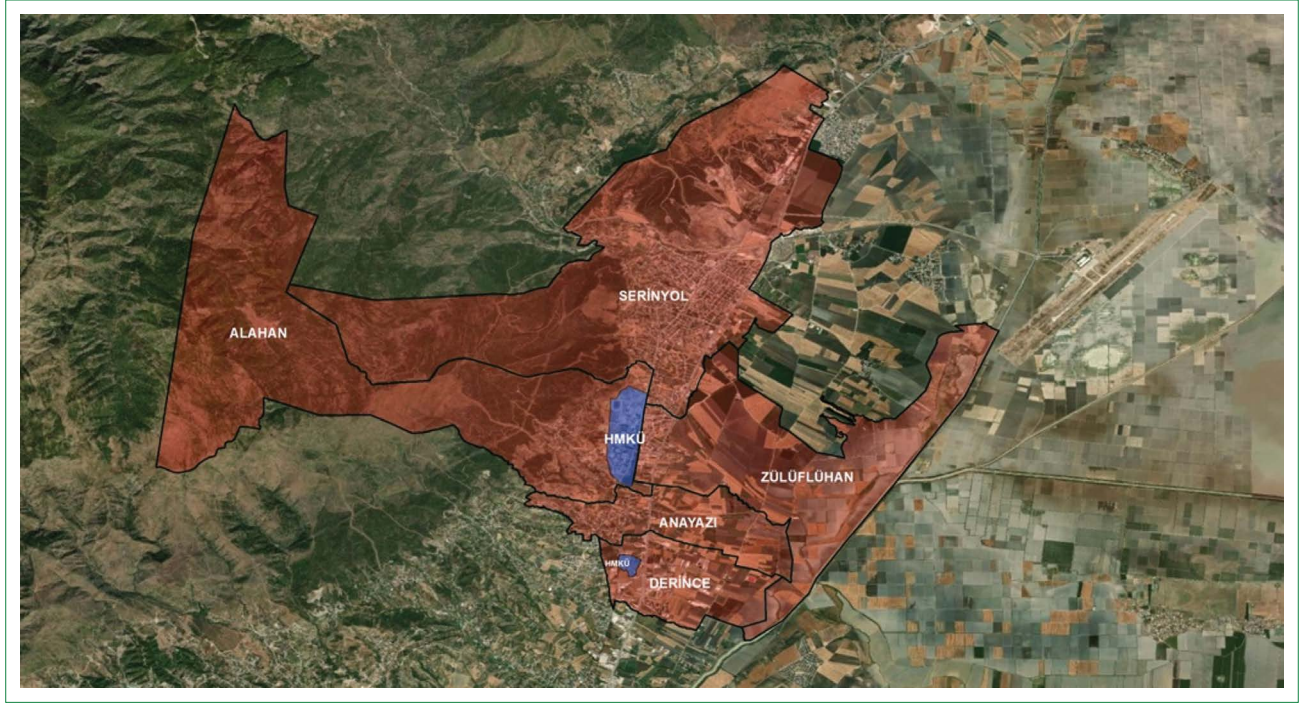 SERİNYOL
ALAHAN
HMKÜ
ZÜLÜFLÜHAN
ANAYAZI
HMKÜ
DERİNCE